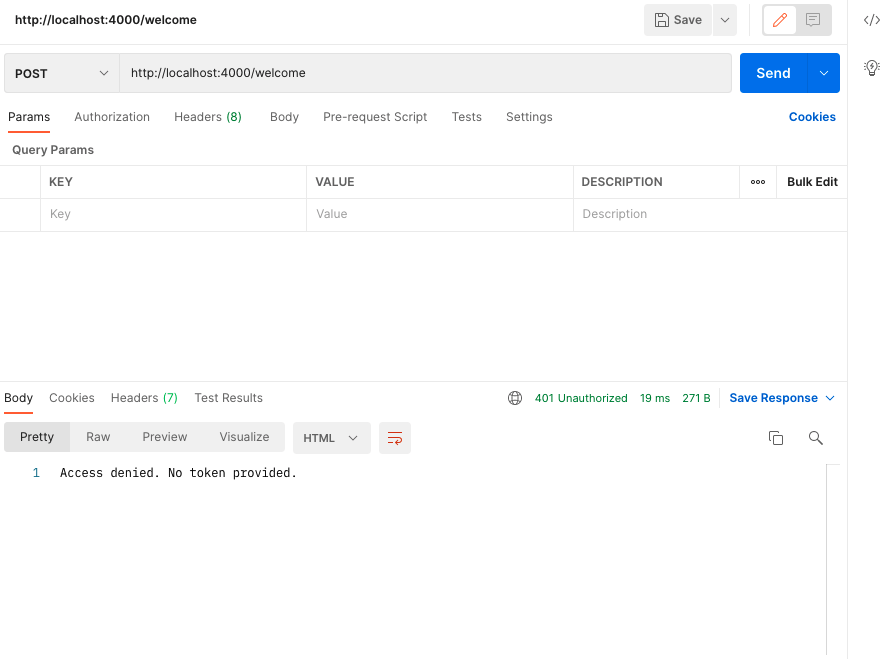 http://localhost:4000/welcome
Save
POST
http://localhost:4000/welcome
Send
Params Authorization Headers (8) Body Pre-request Script Tests Settings Cookies
Query Params
KEY VALUE DESCRIPTION ooo Bulk Edit
Key Value Description
Body Cookies Headers (7) Test Results 401 Unauthorized 19 ms 271 B Save Response
Pretty Raw Preview Visualize HTML
1 Access denied. No token provided.